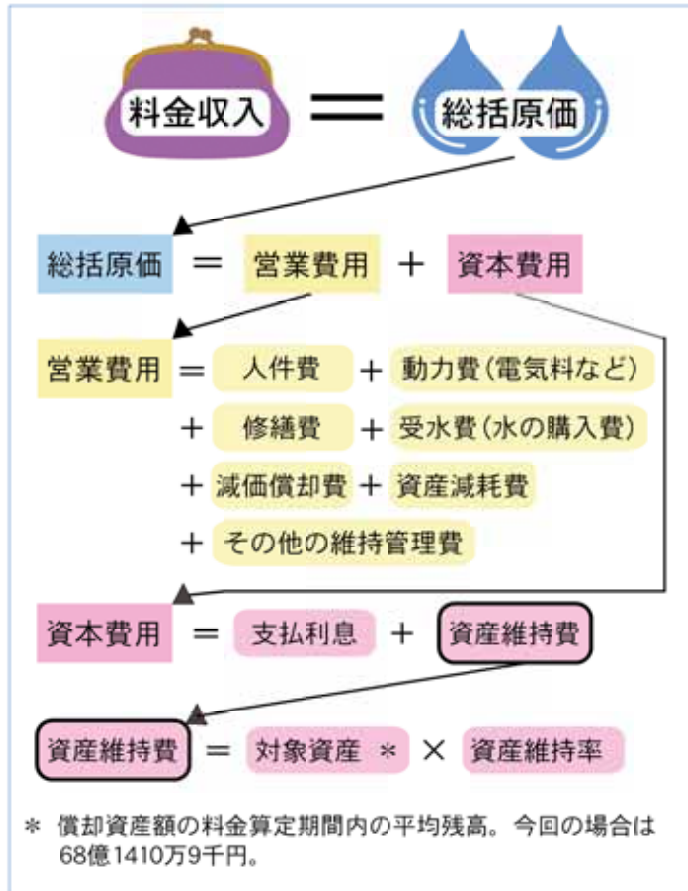 料金収入 = 総括原価
総括原価 = 営業費用 + 資本費用
営業費用 = 人件費 + 動力費(電気料など)
+ 修繕費 + 受水費(水の購入費)
+ 減価償却費 + 資産減耗費
+ その他の維持管理費
資本費用 = 支払利息 + 資産維持費
資産維持費 = 対象資産 * × 資産維持率
* 償却資産額の料金算定期間内の平均残高。今回の場合は
68億1410万9千円。